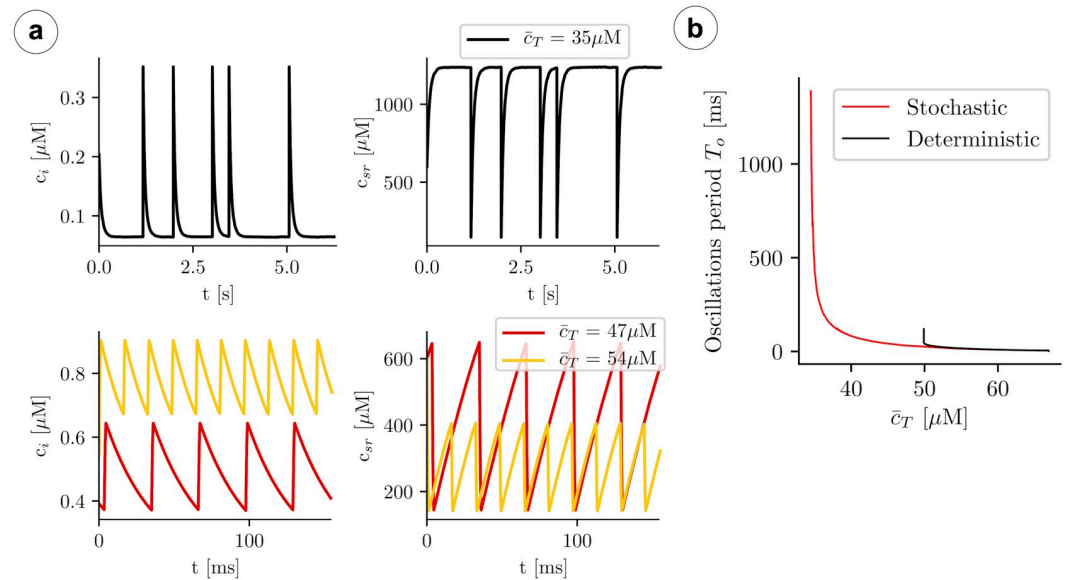 a
c̄_T = 35μM
b
c_i [μM]
0.3
0.2
0.1
0.0
2.5
5.0
t [s]
c_sr [μM]
1000
500
0.0
2.5
5.0
t [s]
Oscillations period T_o [ms]
1000
500
0
Stochastic
Deterministic
40
50
60
c̄_T [μM]
c_i [μM]
0.8
0.6
0.4
0
100
t [ms]
c_sr [μM]
600
400
200
c̄_T = 47μM
c̄_T = 54μM
0
100
t [ms]